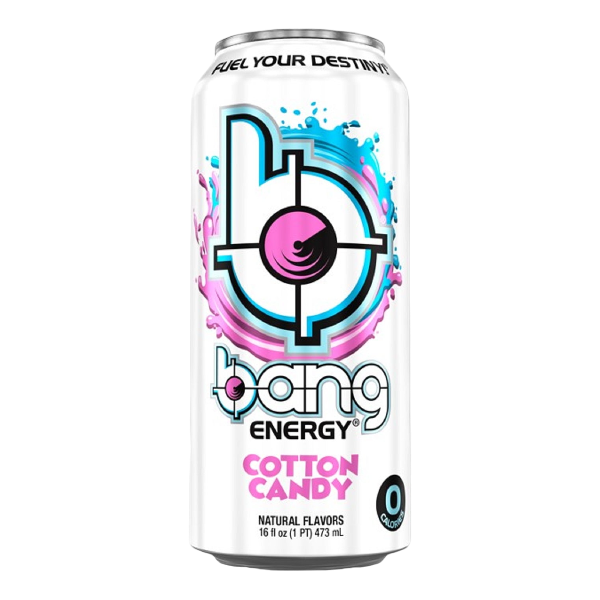 FUEL YOUR DESTINY!
b
bang
ENERGY®
COTTON
CANDY
0
CALORIES
NATURAL FLAVORS
16 fl oz (1 PT) 473 mL